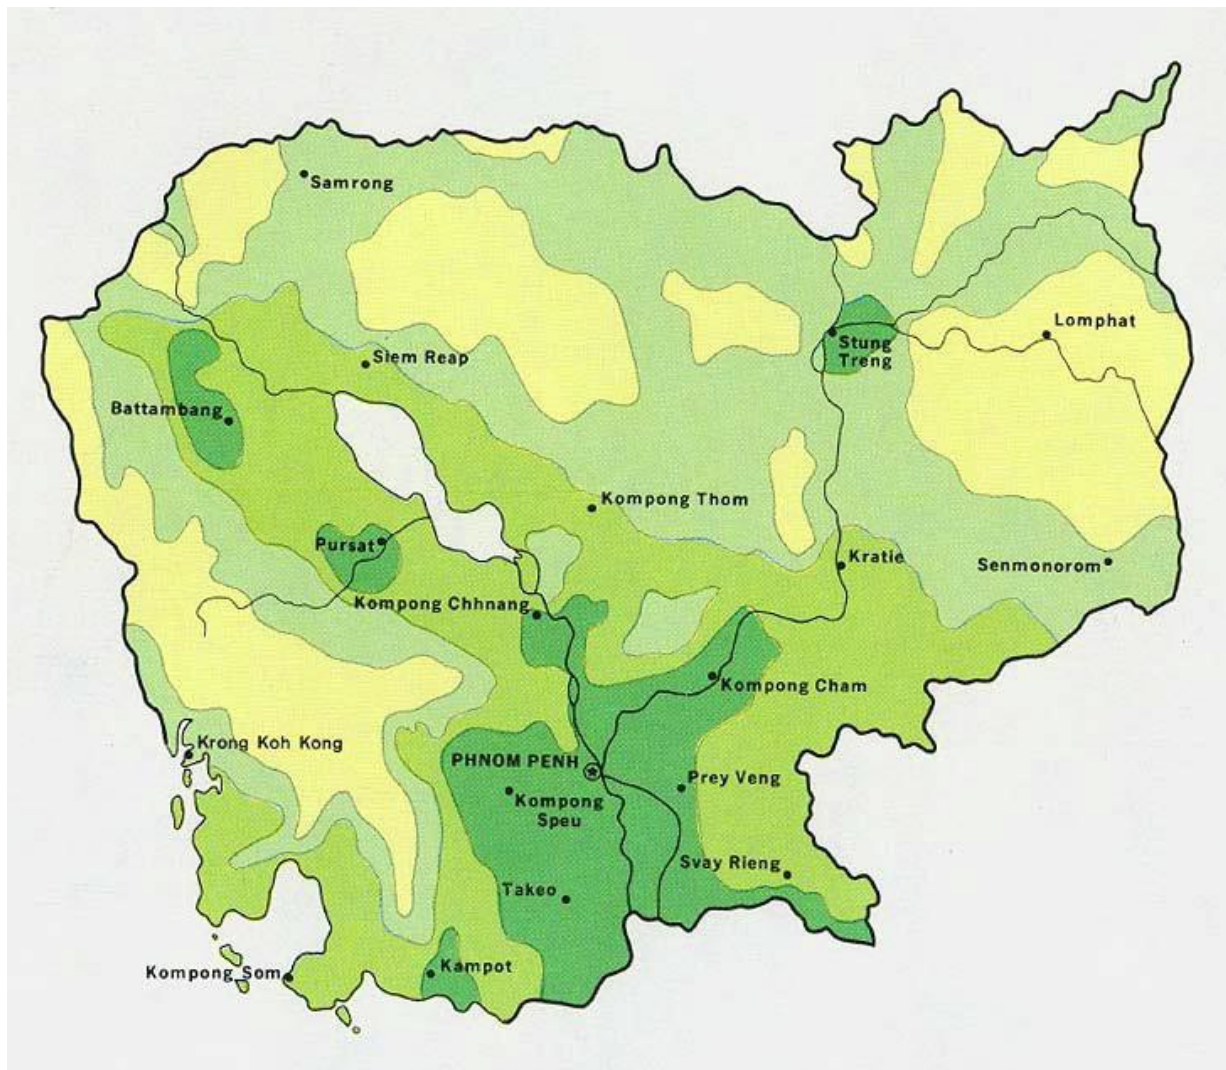 Samrong
Lomphat
Stung
Treng
Siem Reap
Battambang
Kompong Thom
Pursat
Kratie
Senmonorom
Kompong Chhnang
Kompong Cham
Krong Koh Kong
PHNOM PENH
Prey Veng
Kompong
Speu
Svay Rieng
Takeo
Kampot
Kompong Som